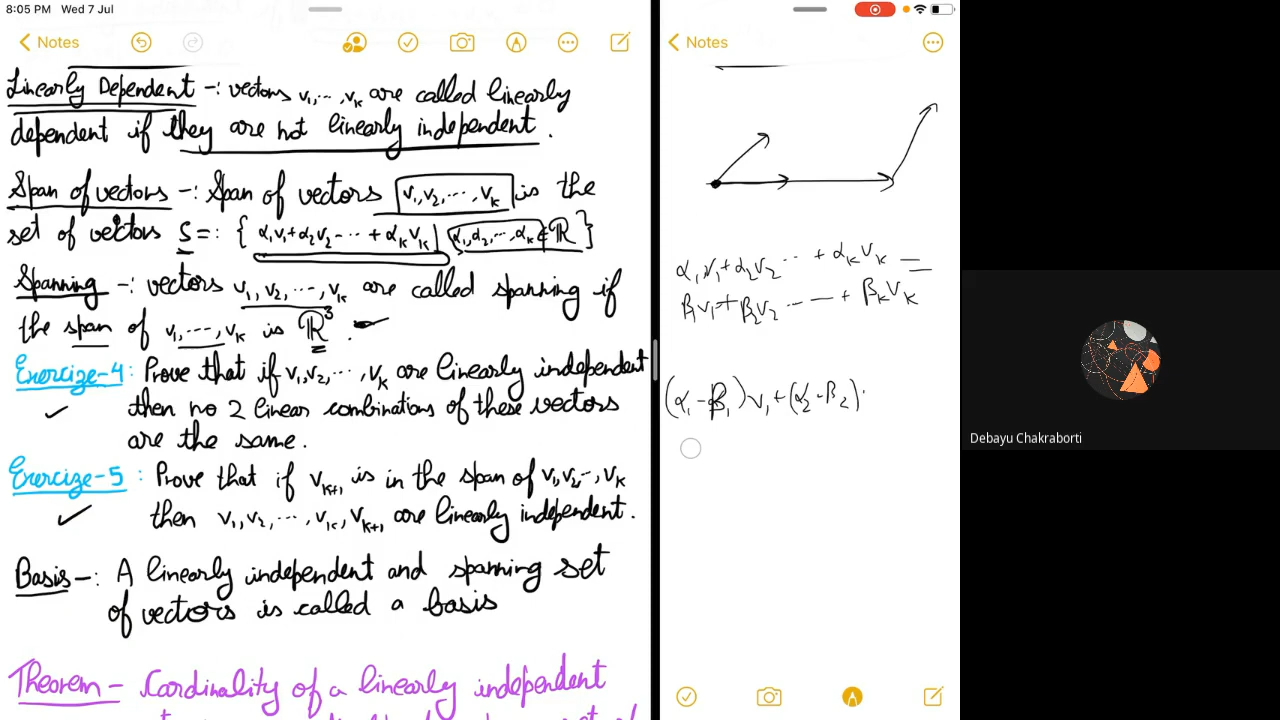 8:05 PM Wed 7 Jul
Notes
Linearly Dependent -: vectors v₁,...,vₖ are called linearly
dependent if they are not linearly independent.
Span of vectors -: Span of vectors v₁,v₂,...,vₖ is the
set of vectors S=: { α₁v₁+α₂v₂--..+αₖvₖ | α₁,α₂,...,αₖ∈ℝ }
Spanning -: vectors v₁,v₂,...,vₖ are called spanning if
the span of v₁,...,vₖ is ℝ³.
Exercize-4: Prove that if v₁,v₂,...,vₖ are linearly independent
then no 2 linear combinations of these vectors
are the same.
Exercize-5: Prove that if vₖ₊₁ is in the span of v₁,v₂..,vₖ
then v₁,v₂,...,vₖ,vₖ₊₁ are linearly independent.
Basis-: A linearly independent and spanning set
of vectors is called a basis
Theorem- Cardinality of a linearly independent
Notes
α₁v₁+α₂v₂ ... + αₖvₖ =
β₁v₁+β₂v₂ ... + βₖvₖ
(α₁-β₁)v₁+(α₂-β₂).
Debayu Chakraborti